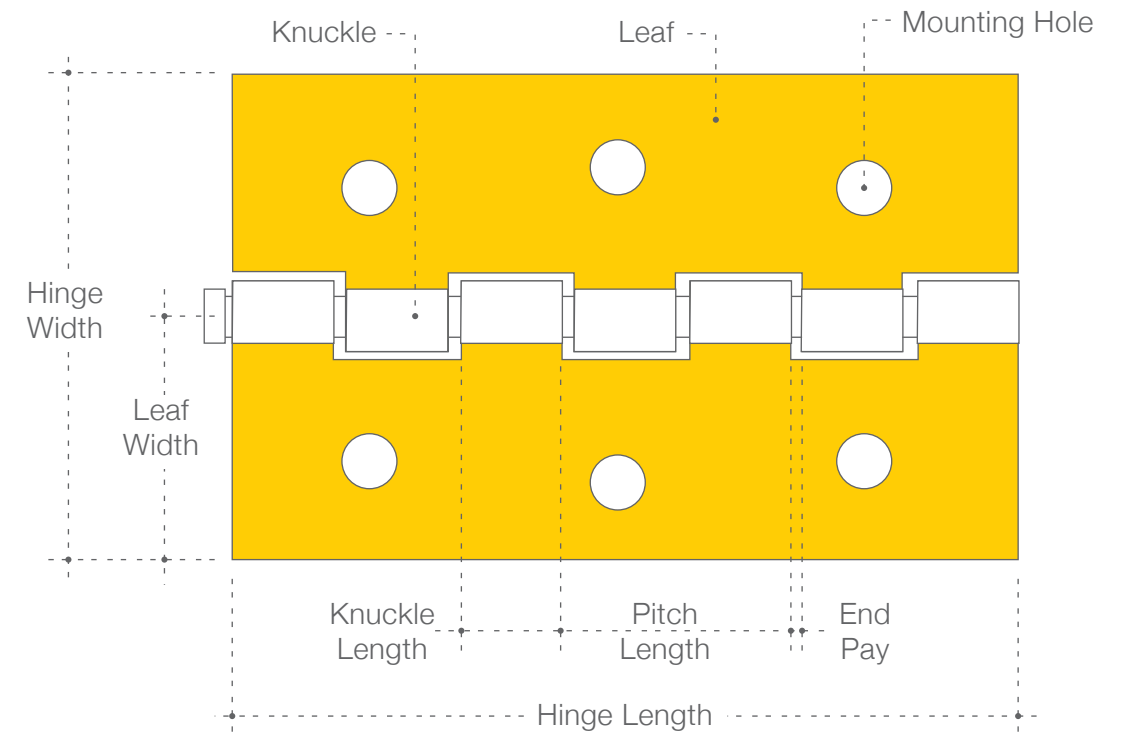 Knuckle
Leaf
Mounting Hole
Hinge
Width
Leaf
Width
Knuckle
Length
Pitch
Length
End
Pay
Hinge Length